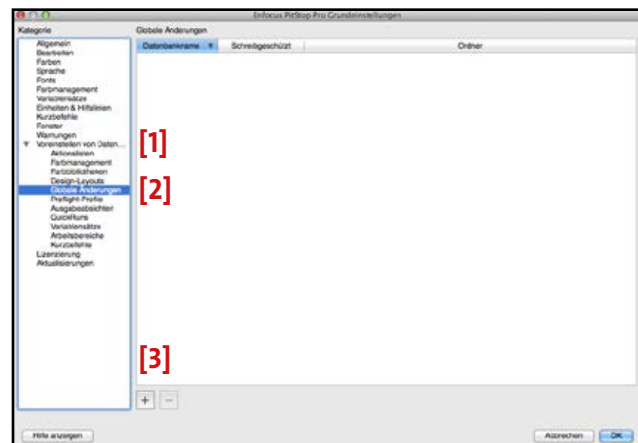 Enfocus PitStop Pro Grundeinstellungen
Kategorie
Globale Änderungen
Allgemein
Bearbeiten
Farben
Sprache
Fonts
Farbmanagement
Variablensätze
Einheiten & Hilfslinien
Kurzbefehle
Fenster
Warnungen
Voreinstellen von Daten...
Aktionslisten
Farbmanagement
Farbbibliotheken
Design-Layouts
Globale Änderungen
Preflight-Profile
Ausgabeabsichten
QuickRuns
Variablensätze
Arbeitsbereiche
Kurzbefehle
Lizenzierung
Aktualisierungen
Datenbankname
Schreibgeschützt
Ordner
[1]
[2]
[3]
+
−
Hilfe anzeigen
Abbrechen
OK